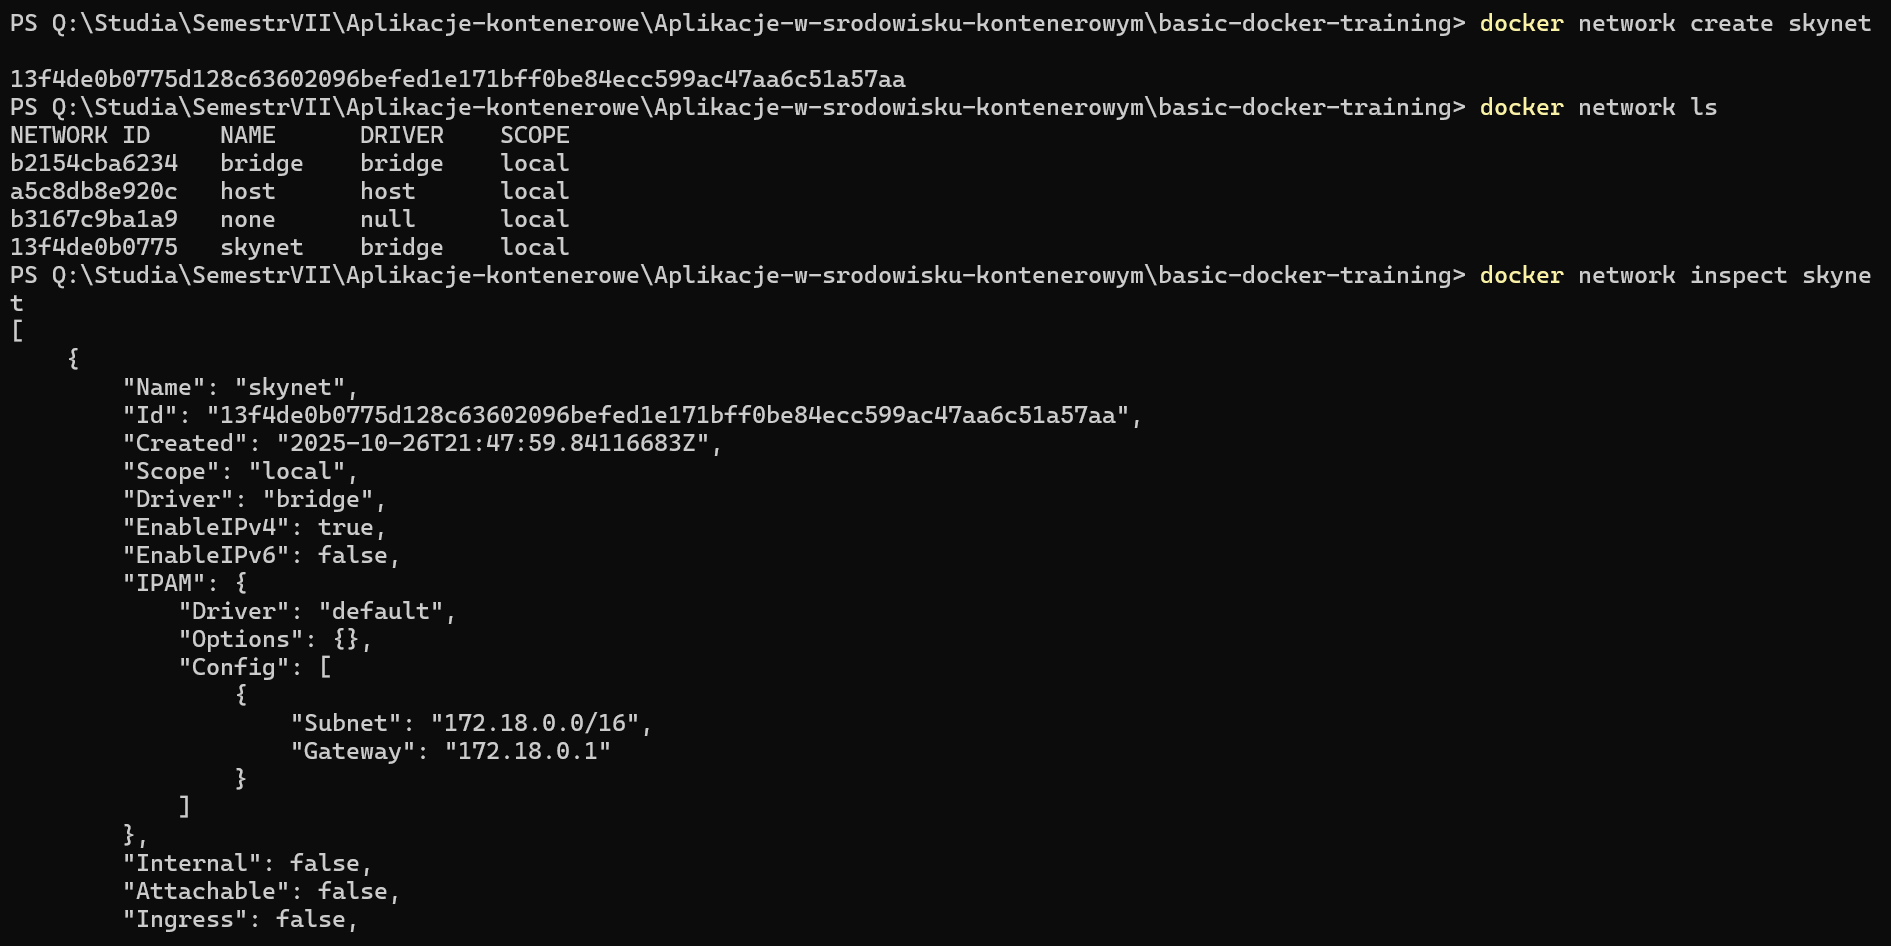 PS Q:\Studia\SemestrVII\Aplikacje-kontenerowe\Aplikacje-w-srodowisku-kontenerowym\basic-docker-training> docker network create skynet
13f4de0b0775d128c63602096befed1e171bff0be84ecc599ac47aa6c51a57aa
PS Q:\Studia\SemestrVII\Aplikacje-kontenerowe\Aplikacje-w-srodowisku-kontenerowym\basic-docker-training> docker network ls
NETWORK ID     NAME      DRIVER    SCOPE
b2154cba6234   bridge    bridge    local
a5c8db8e920c   host      host      local
b3167c9ba1a9   none      null      local
13f4de0b0775   skynet    bridge    local
PS Q:\Studia\SemestrVII\Aplikacje-kontenerowe\Aplikacje-w-srodowisku-kontenerowym\basic-docker-training> docker network inspect skyne
t
[
    {
        "Name": "skynet",
        "Id": "13f4de0b0775d128c63602096befed1e171bff0be84ecc599ac47aa6c51a57aa",
        "Created": "2025-10-26T21:47:59.84116683Z",
        "Scope": "local",
        "Driver": "bridge",
        "EnableIPv4": true,
        "EnableIPv6": false,
        "IPAM": {
            "Driver": "default",
            "Options": {},
            "Config": [
                {
                    "Subnet": "172.18.0.0/16",
                    "Gateway": "172.18.0.1"
                }
            ]
        },
        "Internal": false,
        "Attachable": false,
        "Ingress": false,